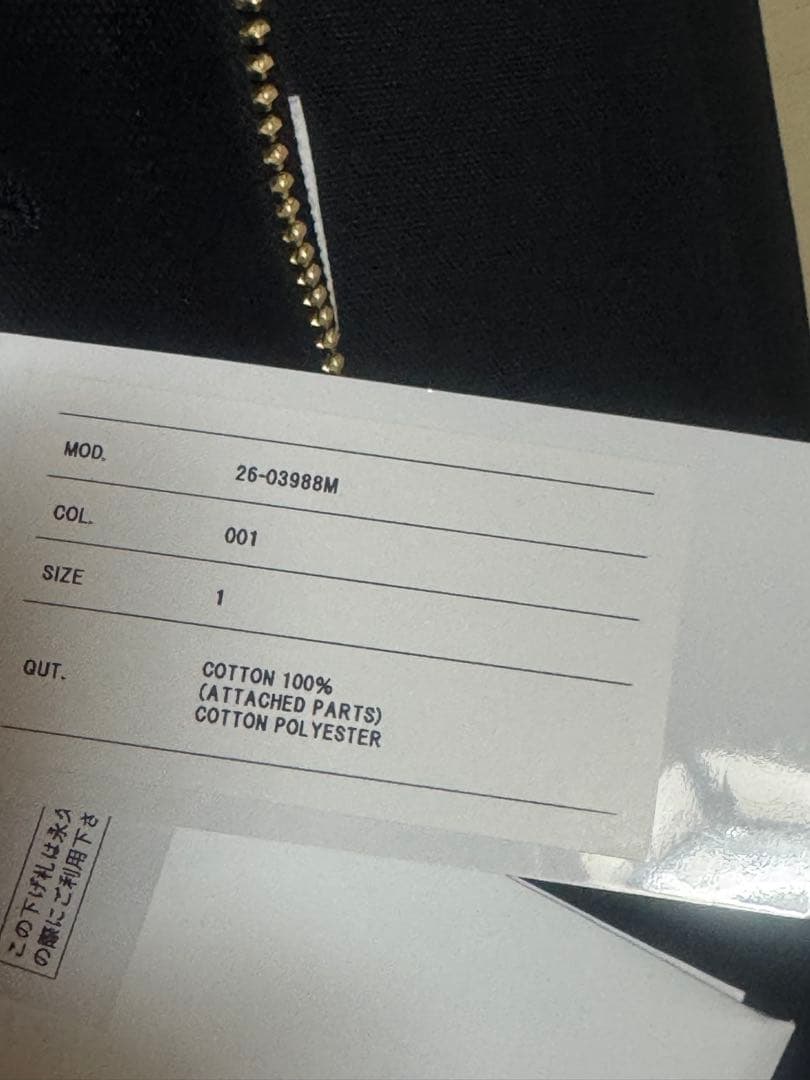 MOD. 26-03988M
COL. 001
SIZE 1
QUT. COTTON 100%
(ATTACHED PARTS)
COTTON POLYESTER
この下げ札は永久
の際にご利用下さ